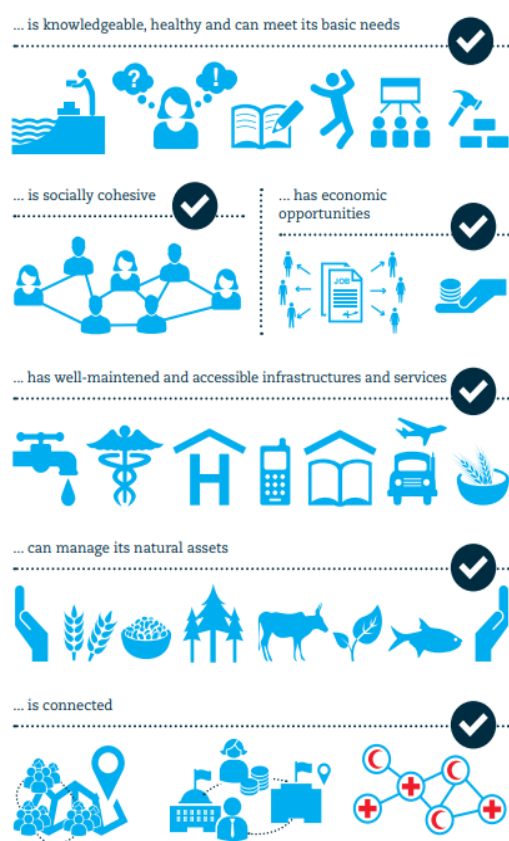 ... is knowledgeable, healthy and can meet its basic needs
? !
... is socially cohesive
... has economic
opportunities
JOB
... has well-maintened and accessible infrastructures and services
H
... can manage its natural assets
... is connected